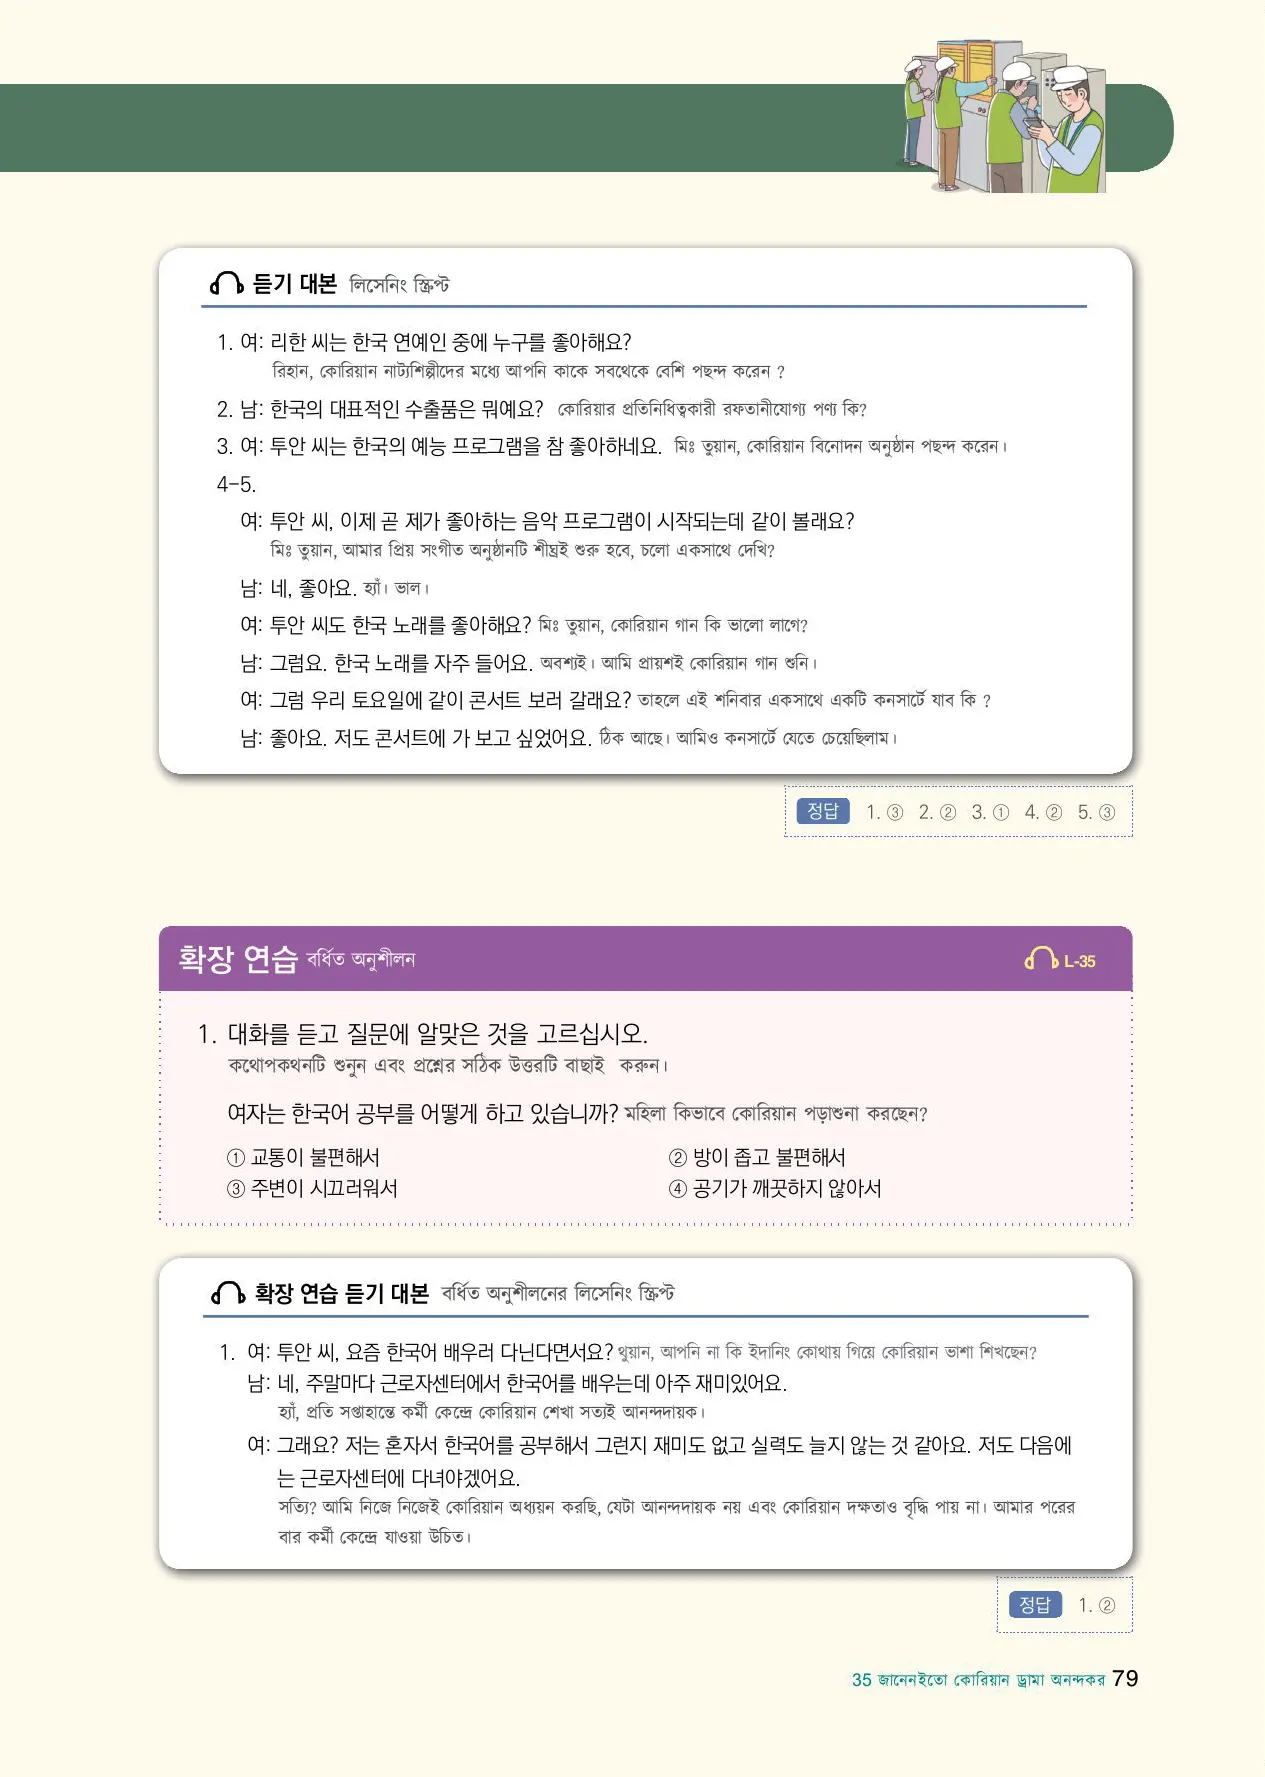 듣기 대본 লিসেনিং স্ক্রিপ্ট
1. 여: 리한 씨는 한국 연예인 중에 누구를 좋아해요?
রিহান, কোরিয়ান নাট্যশিল্পীদের মধ্যে আপনি কাকে সবথেকে বেশি পছন্দ করেন ?
2. 남: 한국의 대표적인 수출품은 뭐예요? কোরিয়ার প্রতিনিধিত্বকারী রফতানীযোগ্য পণ্য কি?
3. 여: 투안 씨는 한국의 예능 프로그램을 참 좋아하네요. মিঃ তুয়ান, কোরিয়ান বিনোদন অনুষ্ঠান পছন্দ করেন।
4-5.
여: 투안 씨, 이제 곧 제가 좋아하는 음악 프로그램이 시작되는데 같이 볼래요?
মিঃ তুয়ান, আমার প্রিয় সংগীত অনুষ্ঠানটি শীঘ্রই শুরু হবে, চলো একসাথে দেখি?
남: 네, 좋아요. হ্যাঁ। ভাল।
여: 투안 씨도 한국 노래를 좋아해요? মিঃ তুয়ান, কোরিয়ান গান কি ভালো লাগে?
남: 그럼요. 한국 노래를 자주 들어요. অবশ্যই। আমি প্রায়শই কোরিয়ান গান শুনি।
여: 그럼 우리 토요일에 같이 콘서트 보러 갈래요? তাহলে এই শনিবার একসাথে একটি কনসার্টে যাব কি ?
남: 좋아요. 저도 콘서트에 가 보고 싶었어요. ঠিক আছে। আমিও কনসার্টে যেতে চেয়েছিলাম।
정답 1. ③ 2. ② 3. ① 4. ② 5. ③
확장 연습 বর্ধিত অনুশীলন L-35
1. 대화를 듣고 질문에 알맞은 것을 고르십시오.
কথোপকথনটি শুনুন এবং প্রশ্নের সঠিক উত্তরটি বাছাই করুন।
여자는 한국어 공부를 어떻게 하고 있습니까? মহিলা কিভাবে কোরিয়ান পড়াশুনা করছেন?
① 교통이 불편해서 ② 방이 좁고 불편해서
③ 주변이 시끄러워서 ④ 공기가 깨끗하지 않아서
확장 연습 듣기 대본 বর্ধিত অনুশীলনের লিসেনিং স্ক্রিপ্ট
1. 여: 투안 씨, 요즘 한국어 배우러 다닌다면서요? থুয়ান, আপনি না কি ইদানিং কোথায় গিয়ে কোরিয়ান ভাশা শিখছেন?
남: 네, 주말마다 근로자센터에서 한국어를 배우는데 아주 재미있어요.
হ্যাঁ, প্রতি সপ্তাহান্তে কর্মী কেন্দ্রে কোরিয়ান শেখা সত্যই আনন্দদায়ক।
여: 그래요? 저는 혼자서 한국어를 공부해서 그런지 재미도 없고 실력도 늘지 않는 것 같아요. 저도 다음에
는 근로자센터에 다녀야겠어요.
সত্যি? আমি নিজে নিজেই কোরিয়ান অধ্যয়ন করছি, যেটা আনন্দদায়ক নয় এবং কোরিয়ান দক্ষতাও বৃদ্ধি পায় না। আমার পরের
বার কর্মী কেন্দ্রে যাওয়া উচিত।
정답 1. ②
35 জানেনইতো কোরিয়ান ড্রামা অনন্দকর 79